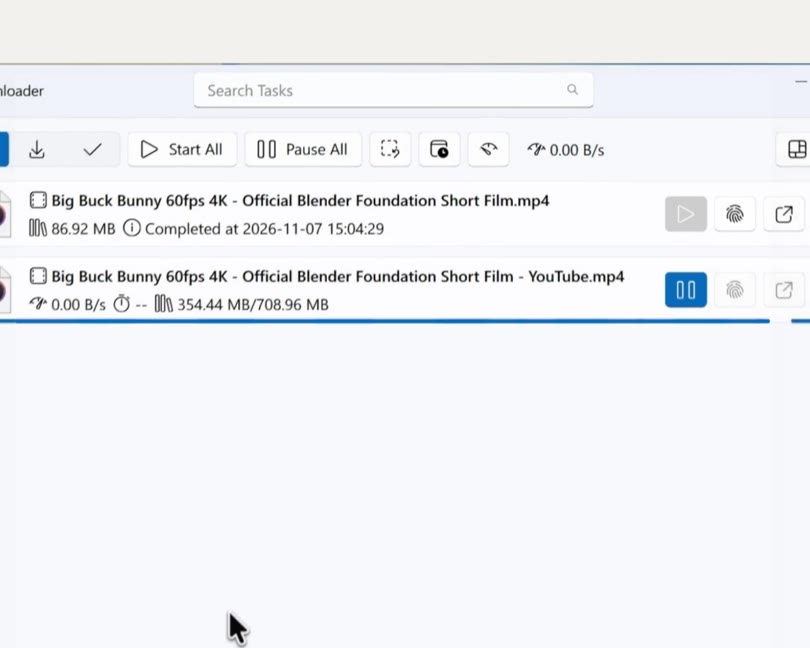 nloader
Search Tasks
Start All
Pause All
0.00 B/s
Big Buck Bunny 60fps 4K - Official Blender Foundation Short Film.mp4
86.92 MB Completed at 2026-11-07 15:04:29
Big Buck Bunny 60fps 4K - Official Blender Foundation Short Film - YouTube.mp4
0.00 B/s -- 354.44 MB/708.96 MB